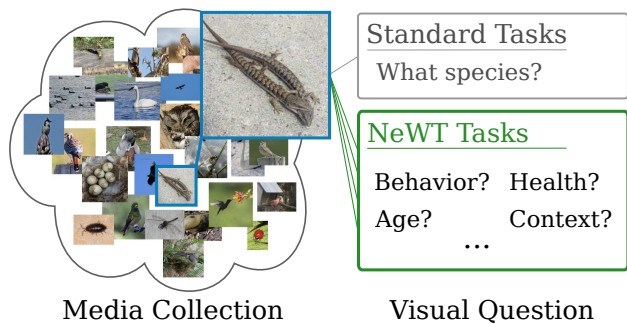 Standard Tasks
What species?
NeWT Tasks
Behavior? Health?
Age? Context?
...
Media Collection
Visual Question